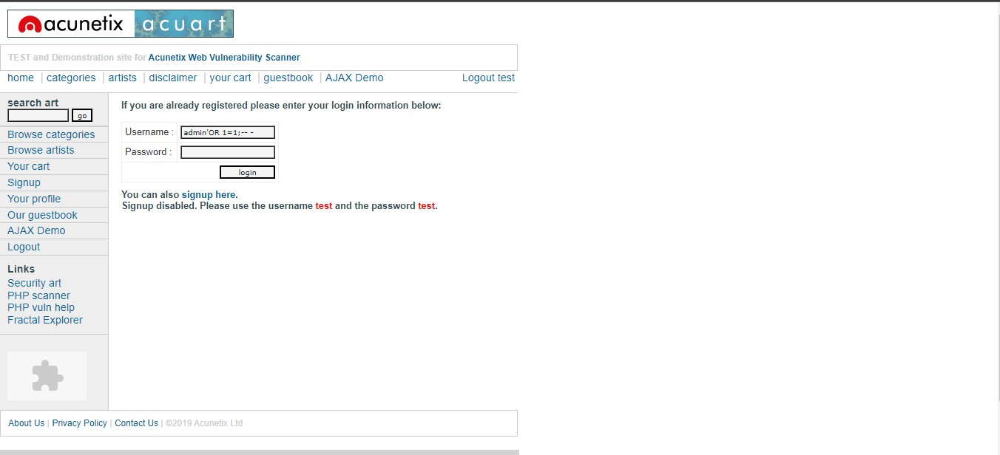 acunetix acuart
TEST and Demonstration site for Acunetix Web Vulnerability Scanner
home | categories | artists | disclaimer | your cart | guestbook | AJAX Demo Logout test
search art
go
Browse categories
Browse artists
Your cart
Signup
Your profile
Our guestbook
AJAX Demo
Logout
Links
Security art
PHP scanner
PHP vuln help
Fractal Explorer
If you are already registered please enter your login information below:
Username : admin'OR 1=1;-- -
Password :
login
You can also signup here.
Signup disabled. Please use the username test and the password test.
About Us | Privacy Policy | Contact Us | ©2019 Acunetix Ltd